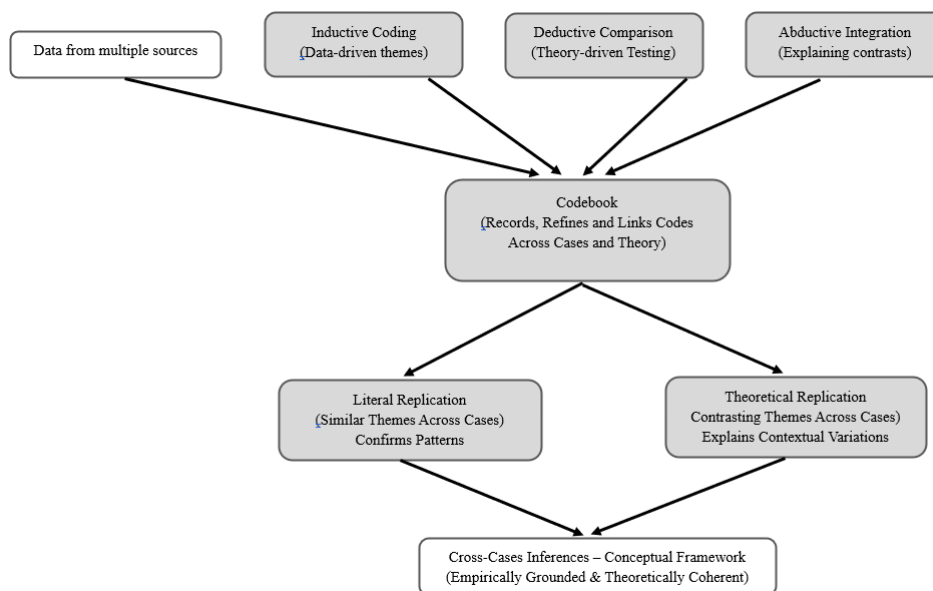 Data from multiple sources
Inductive Coding
(Data-driven themes)
Deductive Comparison
(Theory-driven Testing)
Abductive Integration
(Explaining contrasts)
Codebook
(Records, Refines and Links Codes
Across Cases and Theory)
Literal Replication
(Similar Themes Across Cases)
Confirms Patterns
Theoretical Replication
Contrasting Themes Across Cases)
Explains Contextual Variations
Cross-Cases Inferences – Conceptual Framework
(Empirically Grounded & Theoretically Coherent)